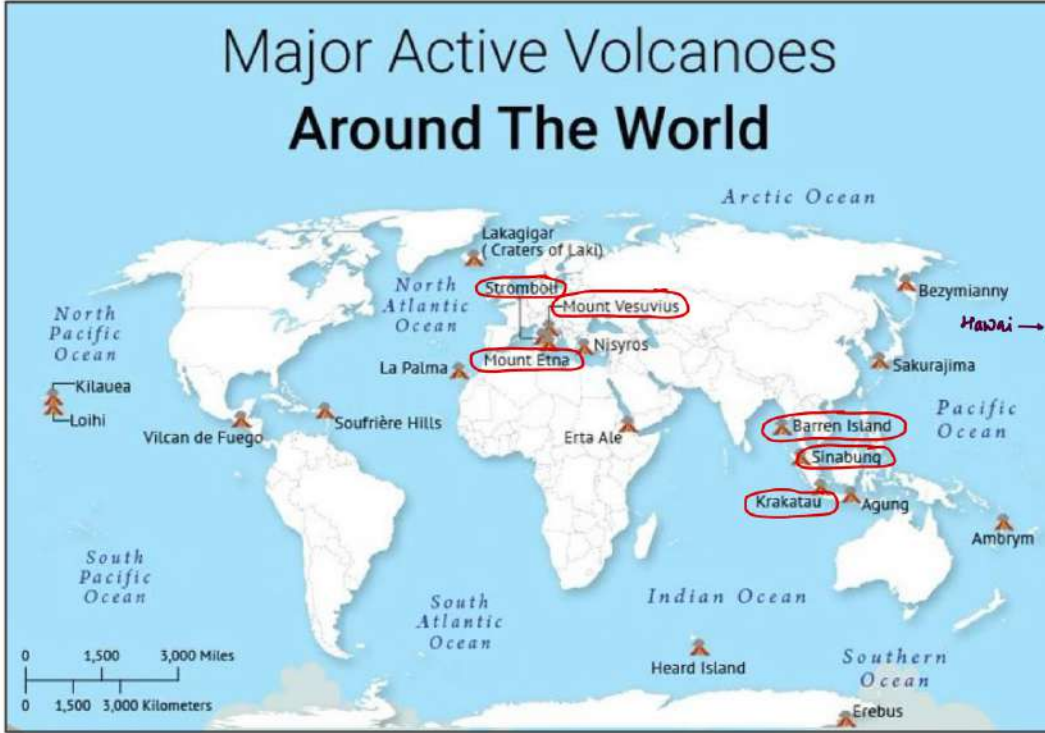 Major Active Volcanoes
Around The World
Arctic Ocean
Lakagigar
( Craters of Laki)
North
Atlantic
Ocean
Stromboli
Mount Vesuvius
Bezymianny
North
Pacific
Ocean
Hawai →
Nisyros
Mount Etna
La Palma
Sakurajima
Kilauea
Loihi
Vilcan de Fuego
Soufrière Hills
Erta Ale
Barren Island
Pacific
Ocean
Sinabung
Krakatau
Agung
Ambrym
South
Pacific
Ocean
South
Atlantic
Ocean
Indian Ocean
0 1,500 3,000 Miles
0 1,500 3,000 Kilometers
Heard Island
Southern
Ocean
Erebus